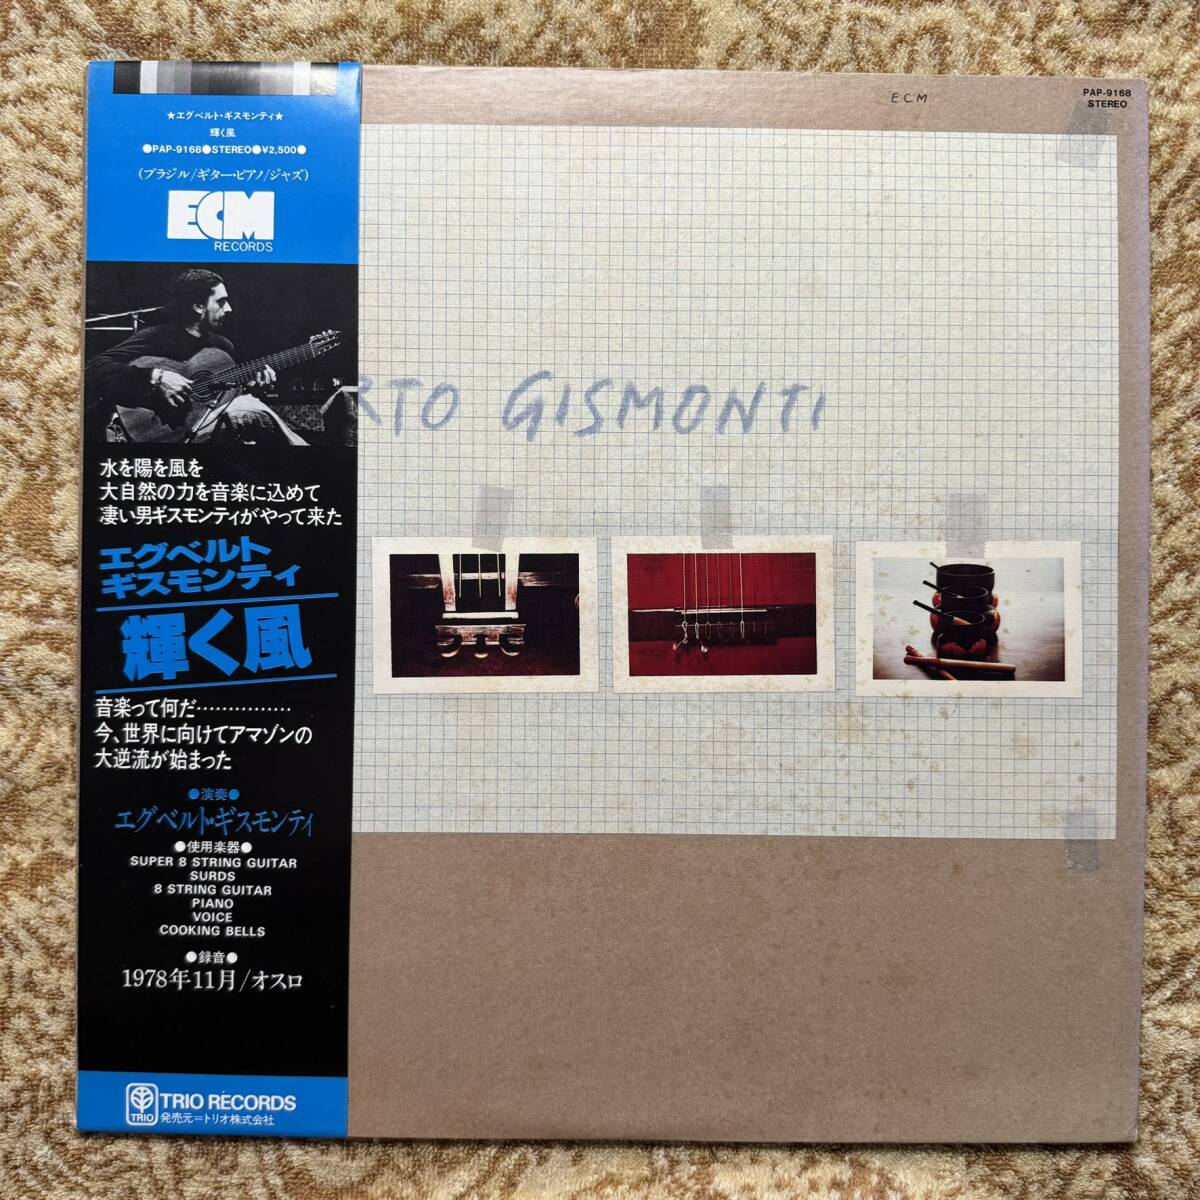 ★エグベルト・ギスモンティ★
輝く風
●PAP-9168●STEREO●¥2,500●
(ブラジル/ギター・ピアノ/ジャズ)
ECM
RECORDS
水を陽を風を
大自然の力を音楽に込めて
凄い男ギスモンティがやって来た
エグベルト
ギスモンティ
輝く風
音楽って何だ……………
今、世界に向けてアマゾンの
大逆流が始まった
●演奏●
エグベルト・ギスモンティ
●使用楽器●
SUPER 8 STRING GUITAR
SURDS
8 STRING GUITAR
PIANO
VOICE
COOKING BELLS
●録音●
1978年11月/オスロ
TRIO
TRIO RECORDS
発売元=トリオ株式会社
ECM
PAP-9168
STEREO
RTO GISMONTI